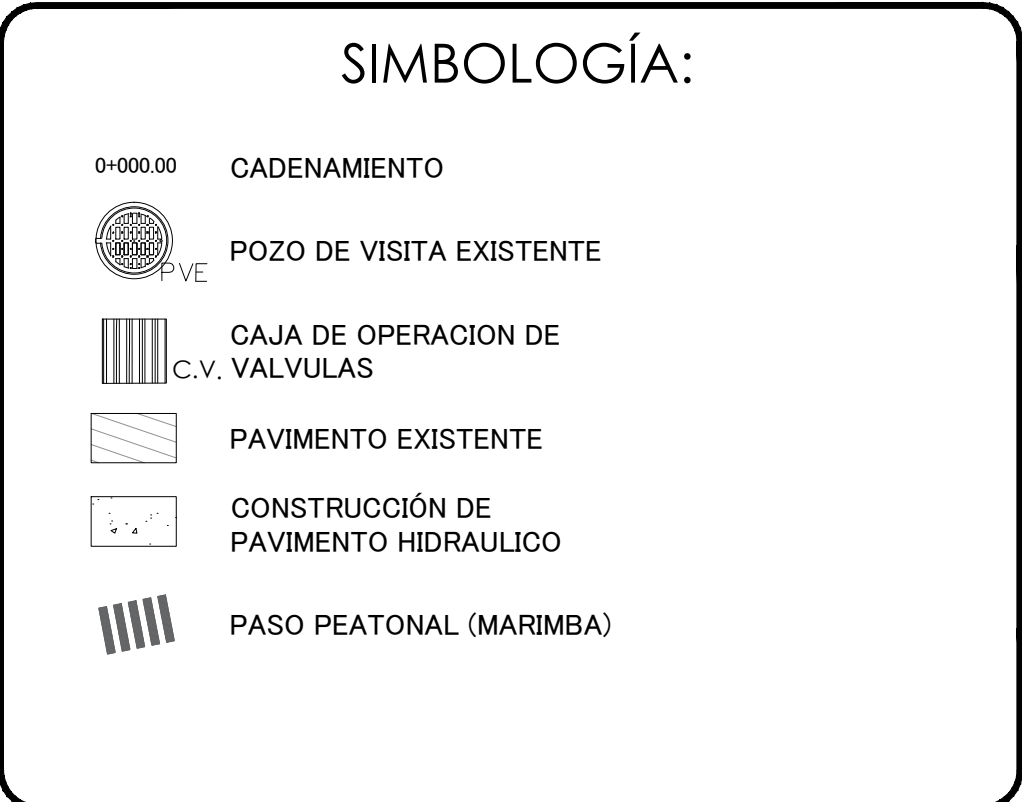 SIMBOLOGÍA:
0+000.00 CADENAMIENTO
POZO DE VISITA EXISTENTE
PVE
CAJA DE OPERACION DE
C.V. VALVULAS
PAVIMENTO EXISTENTE
CONSTRUCCIÓN DE
PAVIMENTO HIDRAULICO
PASO PEATONAL (MARIMBA)